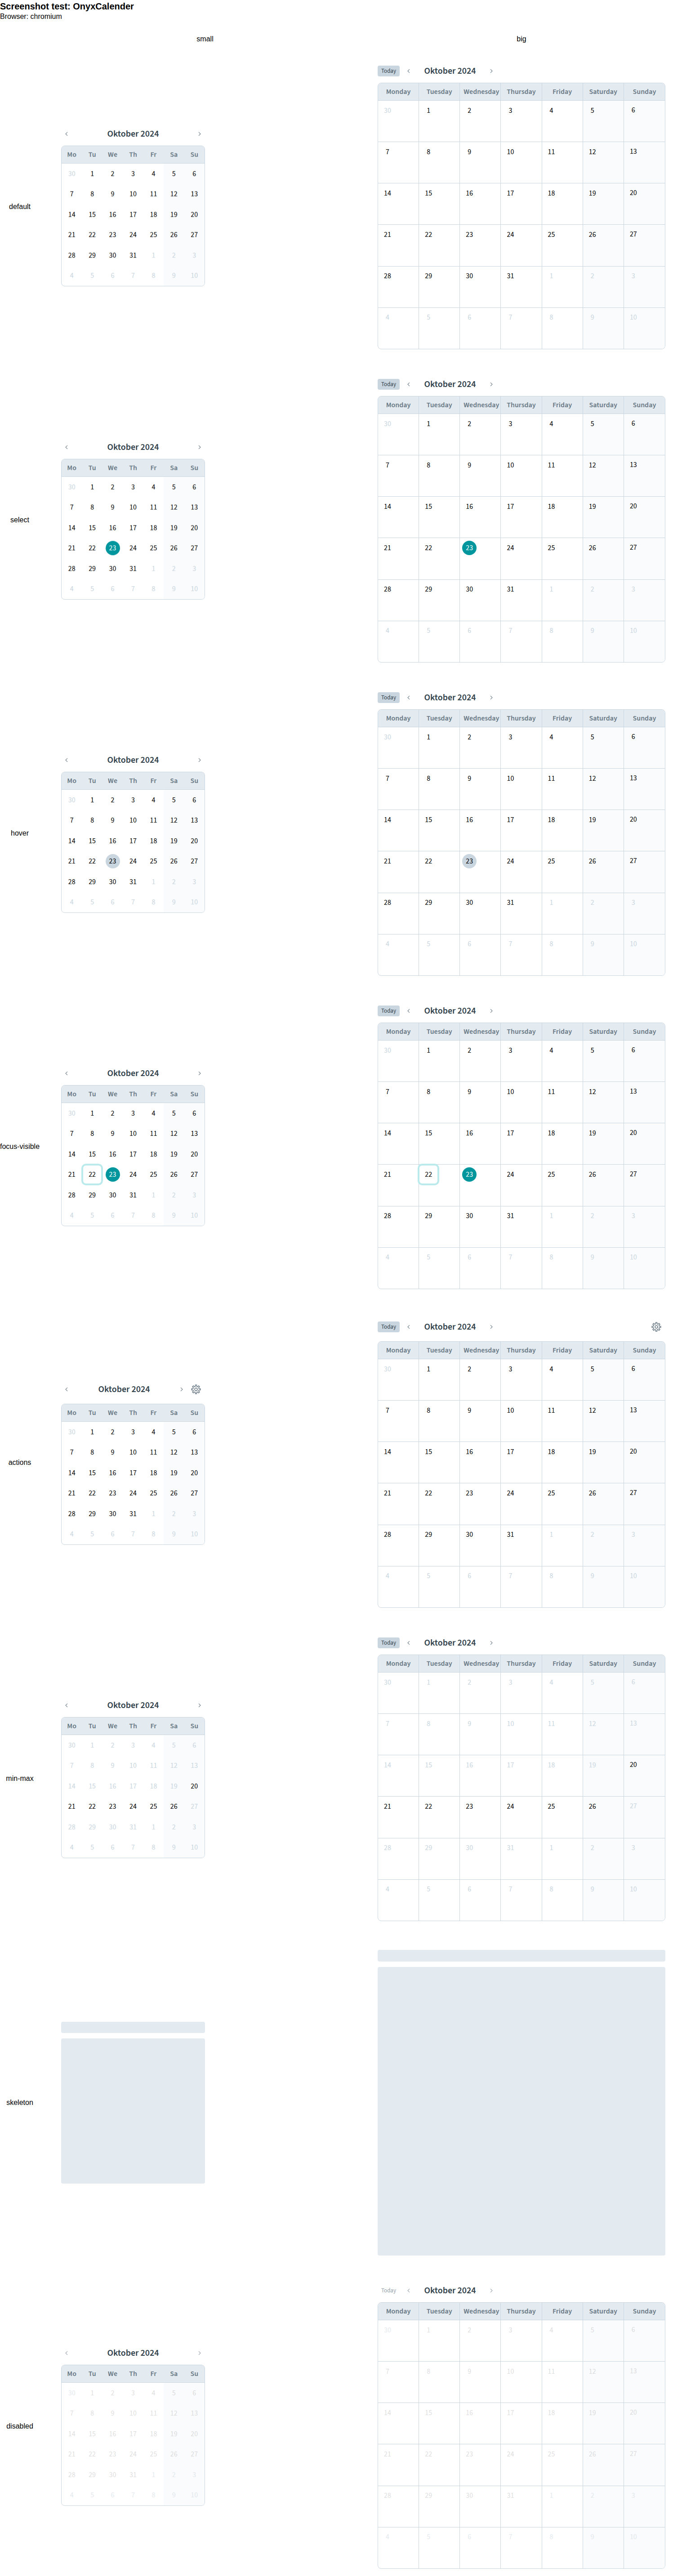 Screenshot test: OnyxCalender
Browser: chromium
small
big
default
Oktober 2024
Mo Tu We Th Fr Sa Su
30 1 2 3 4 5 6
7 8 9 10 11 12 13
14 15 16 17 18 19 20
21 22 23 24 25 26 27
28 29 30 31 1 2 3
4 5 6 7 8 9 10
Today Oktober 2024
Monday Tuesday Wednesday Thursday Friday Saturday Sunday
30 1 2 3 4 5 6
7 8 9 10 11 12 13
14 15 16 17 18 19 20
21 22 23 24 25 26 27
28 29 30 31 1 2 3
4 5 6 7 8 9 10
select
Oktober 2024
Mo Tu We Th Fr Sa Su
30 1 2 3 4 5 6
7 8 9 10 11 12 13
14 15 16 17 18 19 20
21 22 23 24 25 26 27
28 29 30 31 1 2 3
4 5 6 7 8 9 10
Today Oktober 2024
Monday Tuesday Wednesday Thursday Friday Saturday Sunday
30 1 2 3 4 5 6
7 8 9 10 11 12 13
14 15 16 17 18 19 20
21 22 23 24 25 26 27
28 29 30 31 1 2 3
4 5 6 7 8 9 10
hover
Oktober 2024
Mo Tu We Th Fr Sa Su
30 1 2 3 4 5 6
7 8 9 10 11 12 13
14 15 16 17 18 19 20
21 22 23 24 25 26 27
28 29 30 31 1 2 3
4 5 6 7 8 9 10
Today Oktober 2024
Monday Tuesday Wednesday Thursday Friday Saturday Sunday
30 1 2 3 4 5 6
7 8 9 10 11 12 13
14 15 16 17 18 19 20
21 22 23 24 25 26 27
28 29 30 31 1 2 3
4 5 6 7 8 9 10
focus-visible
Oktober 2024
Mo Tu We Th Fr Sa Su
30 1 2 3 4 5 6
7 8 9 10 11 12 13
14 15 16 17 18 19 20
21 22 23 24 25 26 27
28 29 30 31 1 2 3
4 5 6 7 8 9 10
Today Oktober 2024
Monday Tuesday Wednesday Thursday Friday Saturday Sunday
30 1 2 3 4 5 6
7 8 9 10 11 12 13
14 15 16 17 18 19 20
21 22 23 24 25 26 27
28 29 30 31 1 2 3
4 5 6 7 8 9 10
actions
Oktober 2024
Mo Tu We Th Fr Sa Su
30 1 2 3 4 5 6
7 8 9 10 11 12 13
14 15 16 17 18 19 20
21 22 23 24 25 26 27
28 29 30 31 1 2 3
4 5 6 7 8 9 10
Today Oktober 2024
Monday Tuesday Wednesday Thursday Friday Saturday Sunday
30 1 2 3 4 5 6
7 8 9 10 11 12 13
14 15 16 17 18 19 20
21 22 23 24 25 26 27
28 29 30 31 1 2 3
4 5 6 7 8 9 10
min-max
Oktober 2024
Mo Tu We Th Fr Sa Su
30 1 2 3 4 5 6
7 8 9 10 11 12 13
14 15 16 17 18 19 20
21 22 23 24 25 26 27
28 29 30 31 1 2 3
4 5 6 7 8 9 10
Today Oktober 2024
Monday Tuesday Wednesday Thursday Friday Saturday Sunday
30 1 2 3 4 5 6
7 8 9 10 11 12 13
14 15 16 17 18 19 20
21 22 23 24 25 26 27
28 29 30 31 1 2 3
4 5 6 7 8 9 10
skeleton
disabled
Oktober 2024
Mo Tu We Th Fr Sa Su
30 1 2 3 4 5 6
7 8 9 10 11 12 13
14 15 16 17 18 19 20
21 22 23 24 25 26 27
28 29 30 31 1 2 3
4 5 6 7 8 9 10
Today Oktober 2024
Monday Tuesday Wednesday Thursday Friday Saturday Sunday
30 1 2 3 4 5 6
7 8 9 10 11 12 13
14 15 16 17 18 19 20
21 22 23 24 25 26 27
28 29 30 31 1 2 3
4 5 6 7 8 9 10